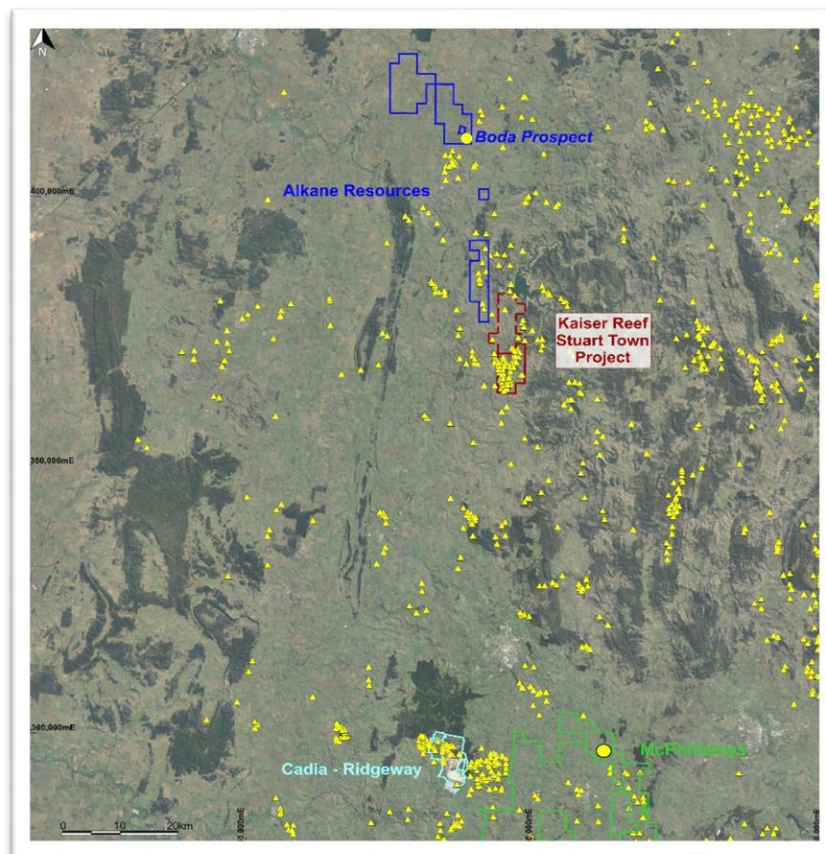 N
Boda Prospect
400,000mE
Alkane Resources
Kaiser Reef
Stuart Town
Project
350,000mE
300,000mE
Cadia - Ridgeway
0 10 20km